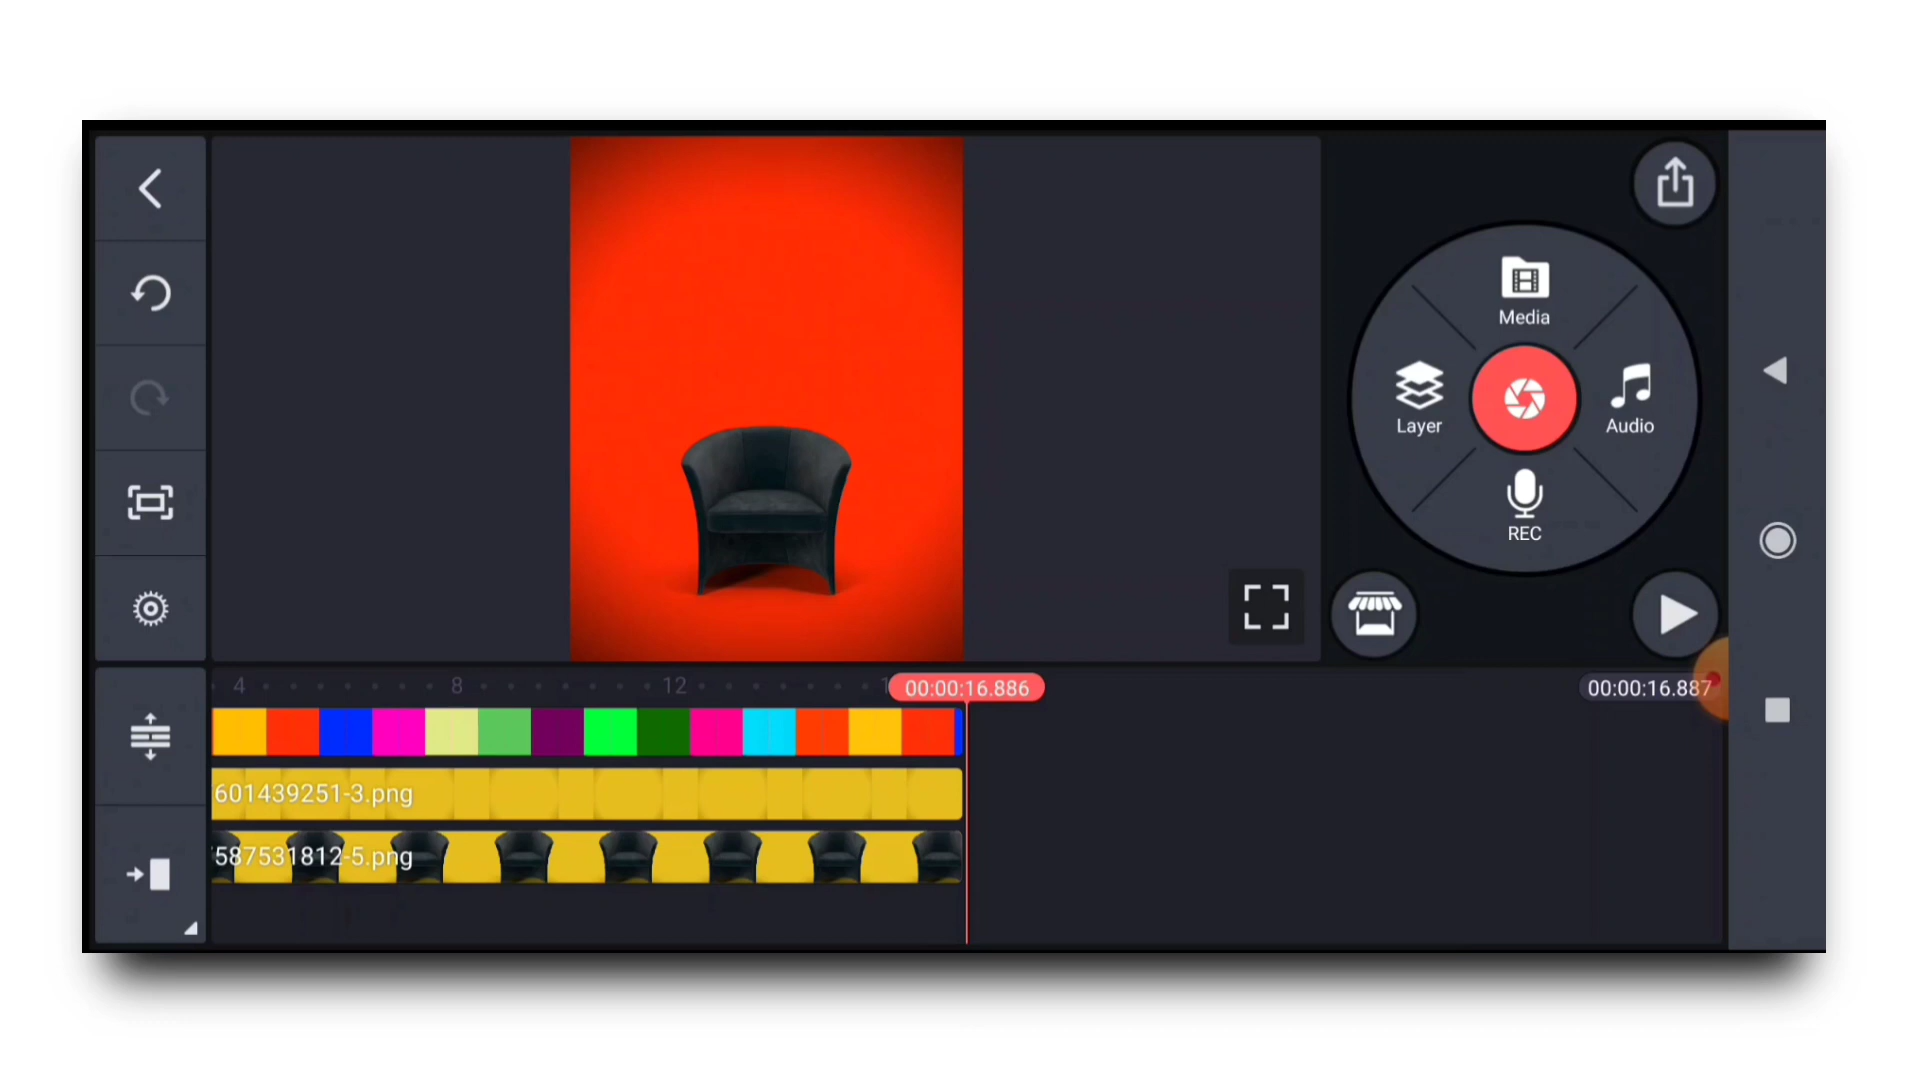 Media
Layer
Audio
REC
4
8
12
00:00:16.886
00:00:16.887
601439251-3.png
587531812-5.png